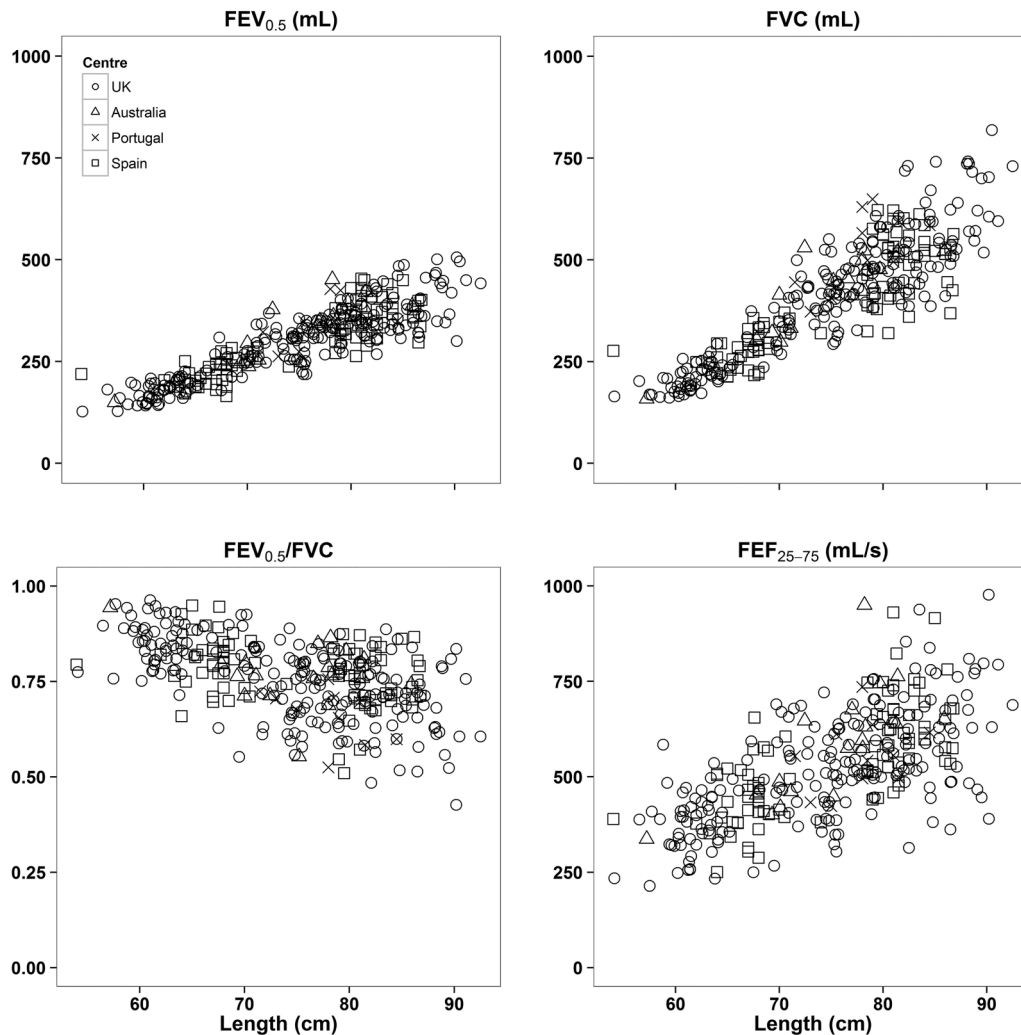 FEV0.5 (mL)
1000
750
500
250
0
Centre
UK
Australia
Portugal
Spain
FVC (mL)
1000
750
500
250
0
FEV0.5/FVC
1.00
0.75
0.50
0.25
0.00
60 70 80 90
Length (cm)
FEF25–75 (mL/s)
1000
750
500
250
0
60 70 80 90
Length (cm)